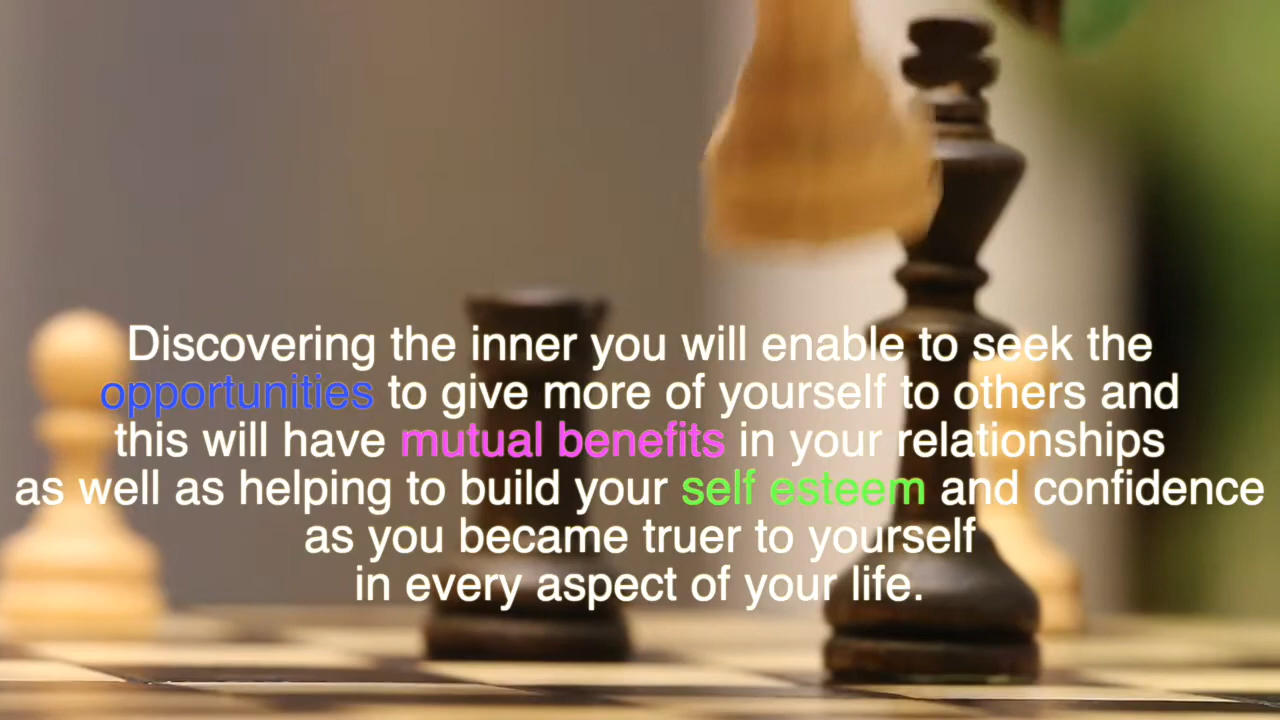 Discovering the inner you will enable to seek the
opportunities to give more of yourself to others and
this will have mutual benefits in your relationships
as well as helping to build your self esteem and confidence
as you became truer to yourself
in every aspect of your life.